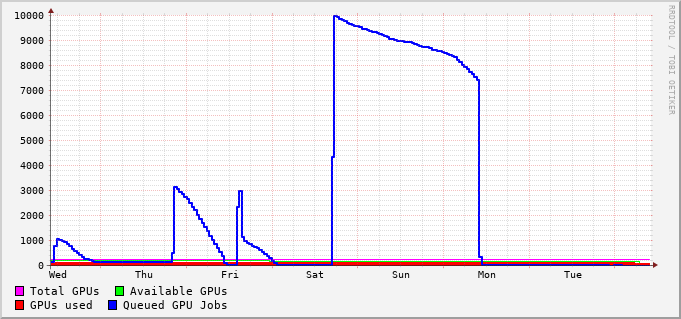 10000
9000
8000
7000
6000
5000
4000
3000
2000
1000
0
Wed Thu Fri Sat Sun Mon Tue
Total GPUs Available GPUs
GPUs used Queued GPU Jobs
RRDTOOL / TOBI OETIKER